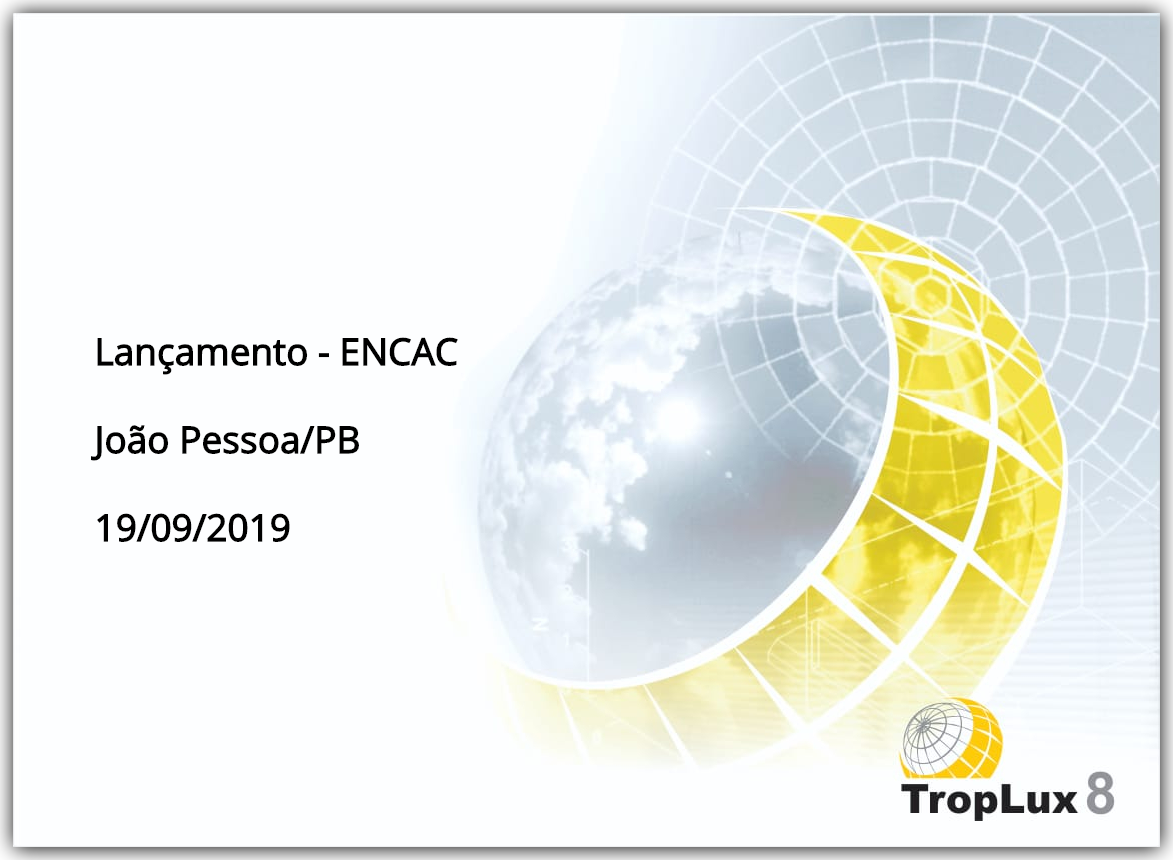 Lançamento - ENCAC
João Pessoa/PB
19/09/2019
N
TropLux 8